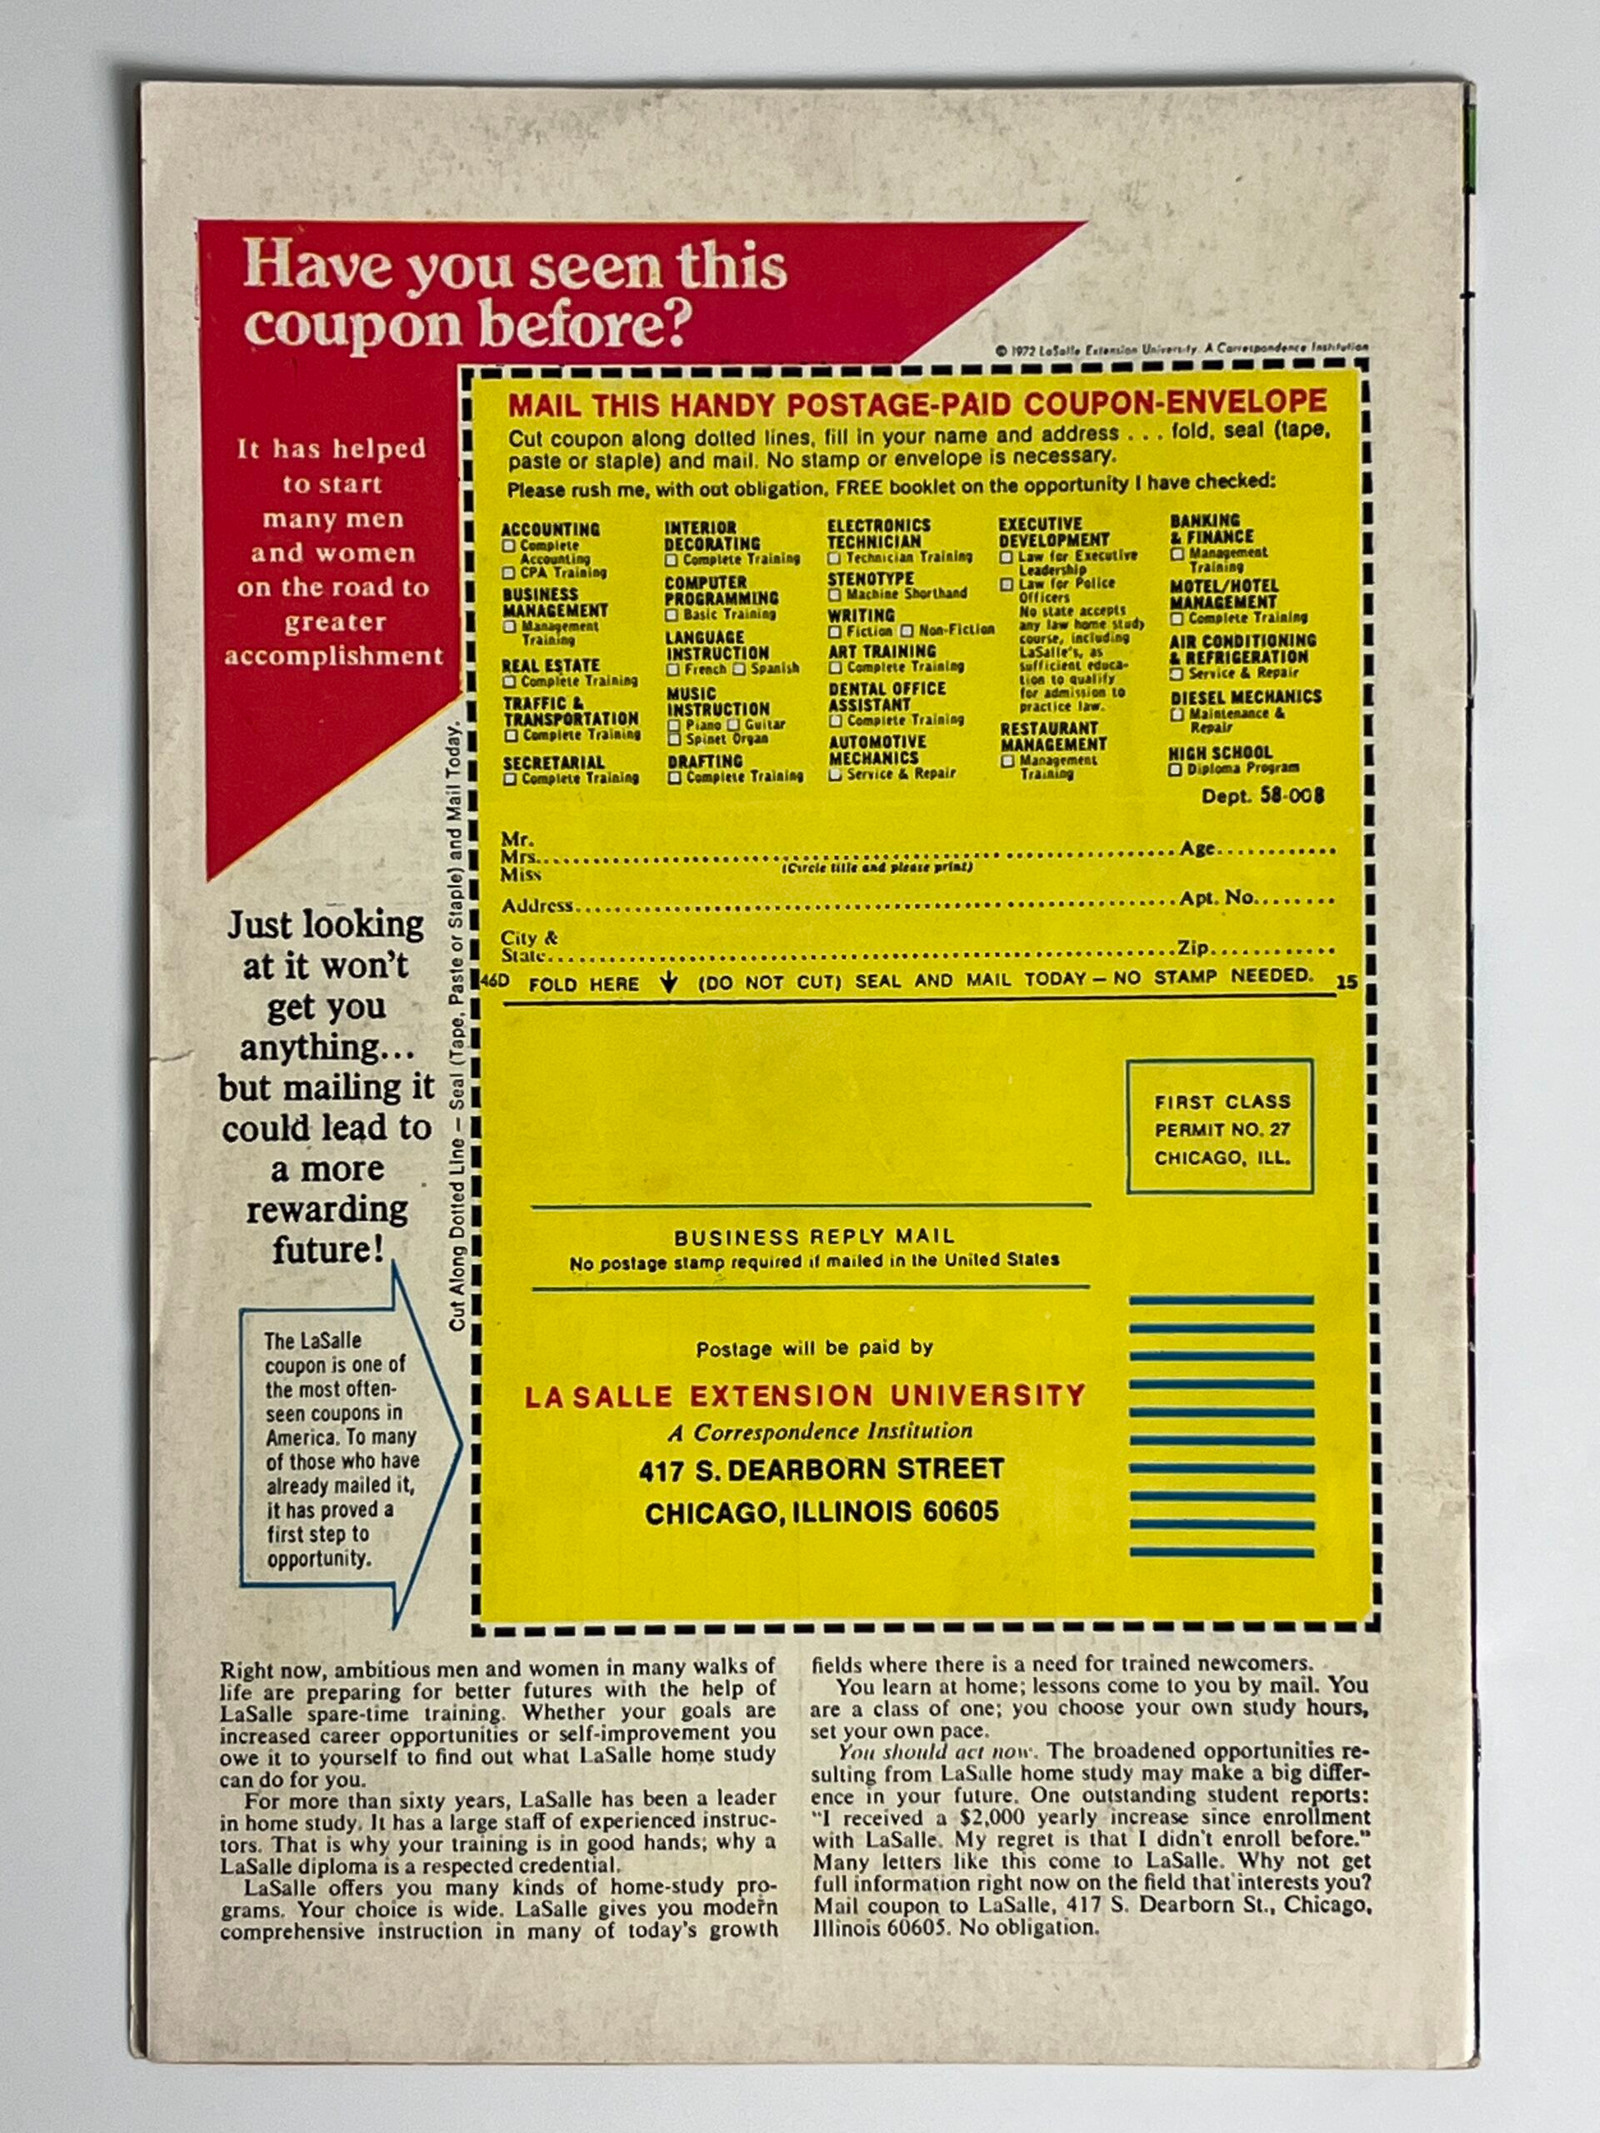 Have you seen this
coupon before?
© 1972 LaSalle Extension University. A Correspondence Institution
It has helped
to start
many men
and women
on the road to
greater
accomplishment
Just looking
at it won't
get you
anything...
but mailing it
could lead to
a more
rewarding
future!
The LaSalle
coupon is one of
the most often-
seen coupons in
America. To many
of those who have
already mailed it,
it has proved a
first step to
opportunity.
Cut Along Dotted Line — Seal (Tape, Paste or Staple) and Mail Today.
MAIL THIS HANDY POSTAGE-PAID COUPON-ENVELOPE
Cut coupon along dotted lines, fill in your name and address . . . fold, seal (tape,
paste or staple) and mail. No stamp or envelope is necessary.
Please rush me, with out obligation, FREE booklet on the opportunity I have checked:
ACCOUNTING
Complete
Accounting
CPA Training
BUSINESS
MANAGEMENT
Management
Training
REAL ESTATE
Complete Training
TRAFFIC &
TRANSPORTATION
Complete Training
SECRETARIAL
Complete Training
INTERIOR
DECORATING
Complete Training
COMPUTER
PROGRAMMING
Basic Training
LANGUAGE
INSTRUCTION
French Spanish
MUSIC
INSTRUCTION
Piano Guitar
Spinet Organ
DRAFTING
Complete Training
ELECTRONICS
TECHNICIAN
Technician Training
STENOTYPE
Machine Shorthand
WRITING
Fiction Non-Fiction
ART TRAINING
Complete Training
DENTAL OFFICE
ASSISTANT
Complete Training
AUTOMOTIVE
MECHANICS
Service & Repair
EXECUTIVE
DEVELOPMENT
Law for Executive
Leadership
Law for Police
Officers
No state accepts
any law home study
course, including
LaSalle's, as
sufficient educa-
tion to qualify
for admission to
practice law.
RESTAURANT
MANAGEMENT
Management
Training
BANKING
& FINANCE
Management
Training
MOTEL/HOTEL
MANAGEMENT
Complete Training
AIR CONDITIONING
& REFRIGERATION
Service & Repair
DIESEL MECHANICS
Maintenance &
Repair
HIGH SCHOOL
Diploma Program
Dept. 58-008
Mr.
Mrs. Age
Miss (Circle title and please print)
Address Apt. No.
City &
State Zip
46D FOLD HERE ↓ (DO NOT CUT) SEAL AND MAIL TODAY — NO STAMP NEEDED. 15
FIRST CLASS
PERMIT NO. 27
CHICAGO, ILL.
BUSINESS REPLY MAIL
No postage stamp required if mailed in the United States
Postage will be paid by
LA SALLE EXTENSION UNIVERSITY
A Correspondence Institution
417 S. DEARBORN STREET
CHICAGO, ILLINOIS 60605
Right now, ambitious men and women in many walks of
life are preparing for better futures with the help of
LaSalle spare-time training. Whether your goals are
increased career opportunities or self-improvement you
owe it to yourself to find out what LaSalle home study
can do for you.
For more than sixty years, LaSalle has been a leader
in home study. It has a large staff of experienced instruc-
tors. That is why your training is in good hands; why a
LaSalle diploma is a respected credential.
LaSalle offers you many kinds of home-study pro-
grams. Your choice is wide. LaSalle gives you modern
comprehensive instruction in many of today's growth
fields where there is a need for trained newcomers.
You learn at home; lessons come to you by mail. You
are a class of one; you choose your own study hours,
set your own pace.
You should act now. The broadened opportunities re-
sulting from LaSalle home study may make a big differ-
ence in your future. One outstanding student reports:
"I received a $2,000 yearly increase since enrollment
with LaSalle. My regret is that I didn't enroll before."
Many letters like this come to LaSalle. Why not get
full information right now on the field that interests you?
Mail coupon to LaSalle, 417 S. Dearborn St., Chicago,
Illinois 60605. No obligation.